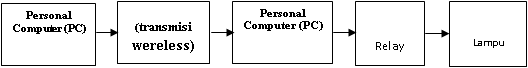 Personal
Computer (PC)
(transmisi
wereless)
Personal
Computer (PC)
Relay
Lampu